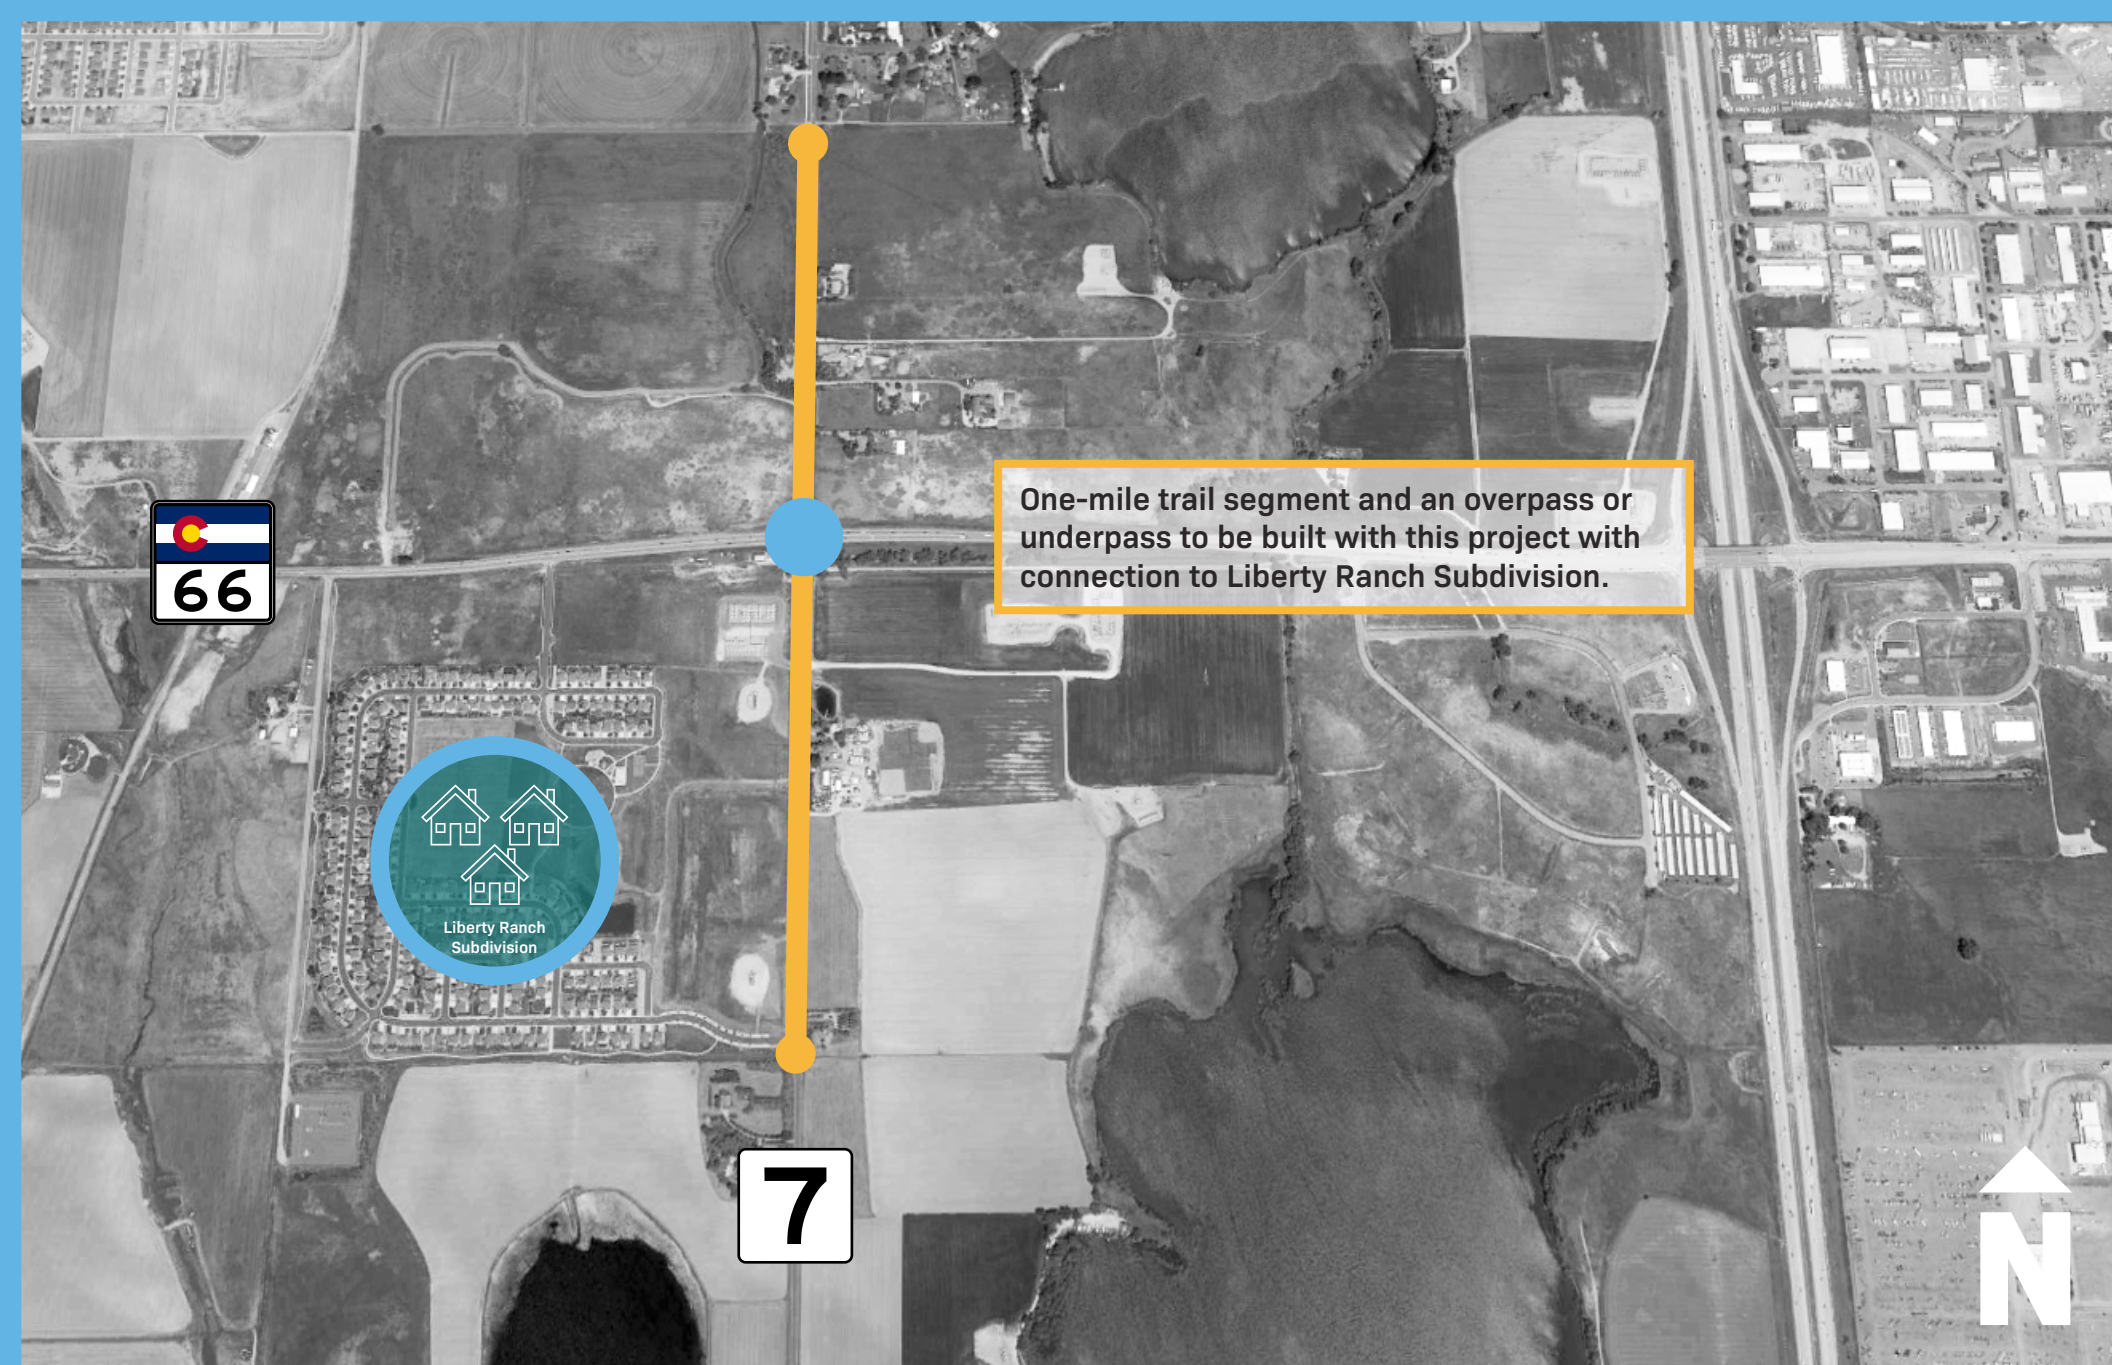 One-mile trail segment and an overpass or
underpass to be built with this project with
connection to Liberty Ranch Subdivision.
66
Liberty Ranch
Subdivision
7
N